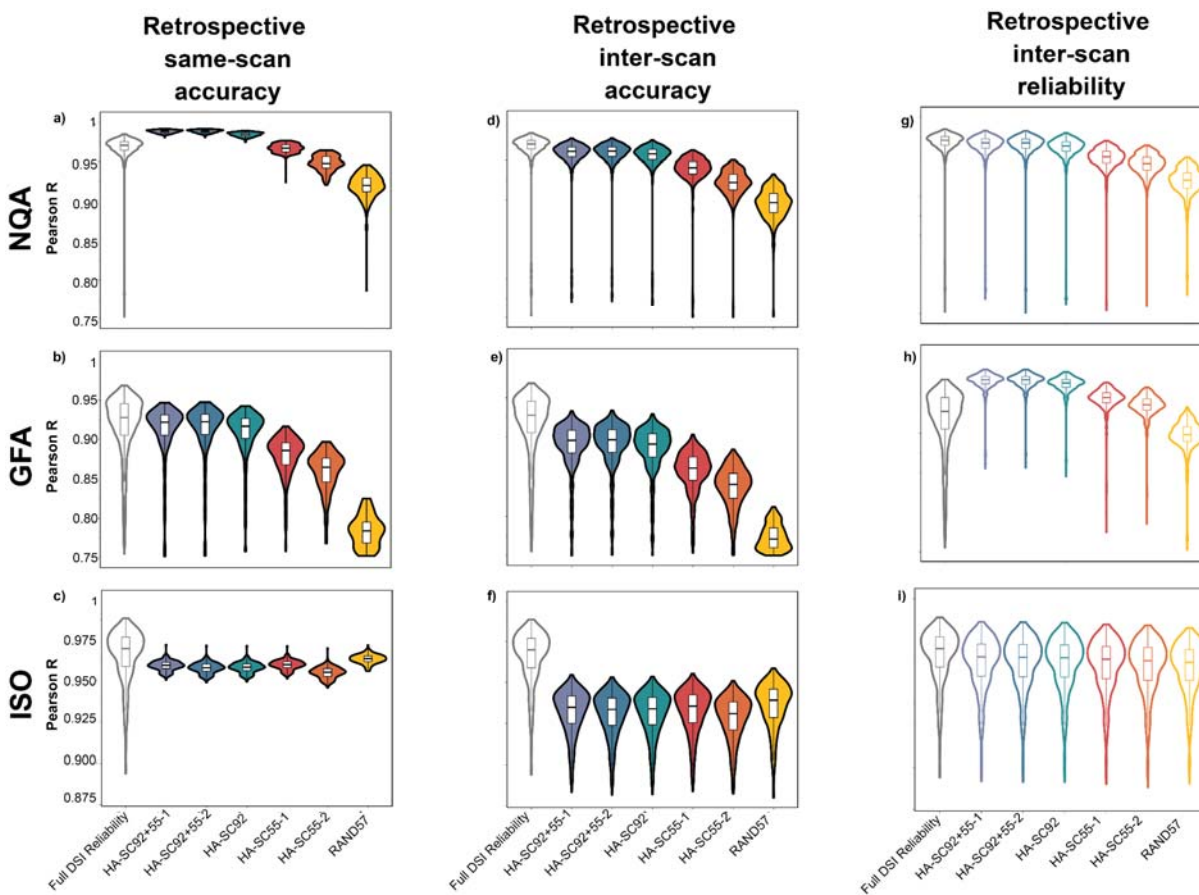 Retrospective
same-scan
accuracy
Retrospective
inter-scan
accuracy
Retrospective
inter-scan
reliability
NQA
Pearson R
a)
1
0.95
0.90
0.85
0.80
0.75
d)
g)
GFA
Pearson R
b)
1
0.95
0.90
0.85
0.80
0.75
e)
h)
ISO
Pearson R
c)
1
0.975
0.950
0.925
0.900
0.875
f)
i)
Full DSI Reliability
HA-SC92+55-1
HA-SC92+55-2
HA-SC92
HA-SC55-1
HA-SC55-2
RAND57
Full DSI Reliability
HA-SC92+55-1
HA-SC92+55-2
HA-SC92
HA-SC55-1
HA-SC55-2
RAND57
Full DSI Reliability
HA-SC92+55-1
HA-SC92+55-2
HA-SC92
HA-SC55-1
HA-SC55-2
RAND57